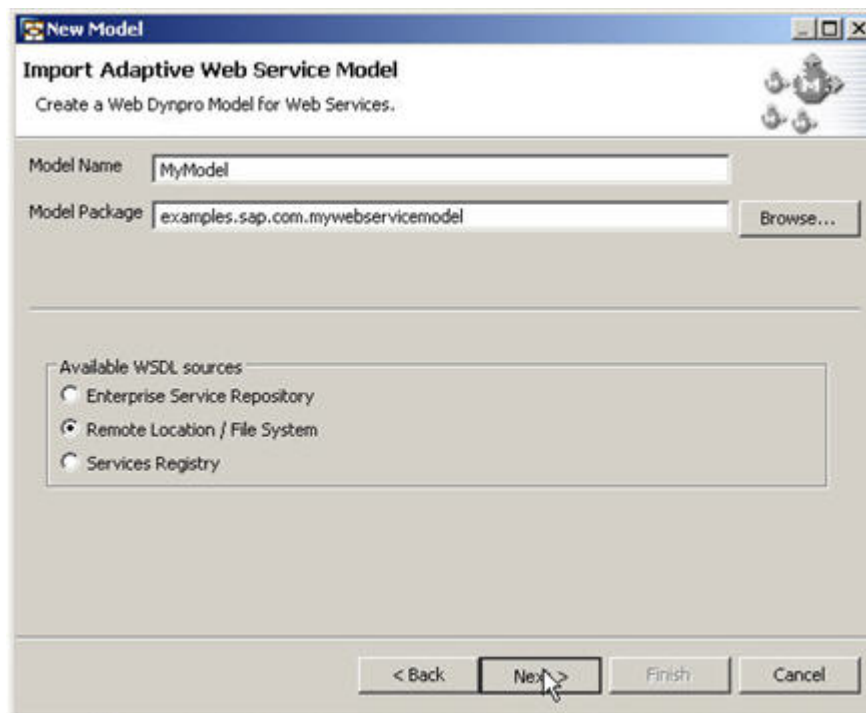 New Model
Import Adaptive Web Service Model
Create a Web Dynpro Model for Web Services.
Model Name MyModel
Model Package examples.sap.com.mywebservicemodel Browse...
Available WSDL sources
Enterprise Service Repository
Remote Location / File System
Services Registry
< Back Next > Finish Cancel